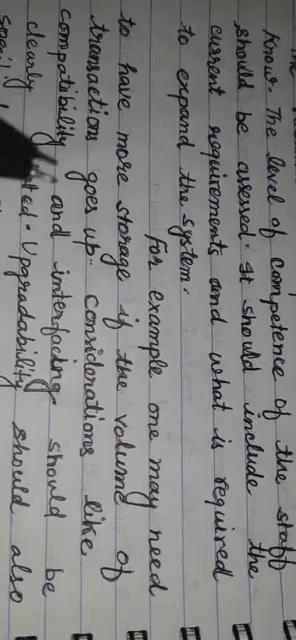 know. The level of competence of the staff
should be assessed. It should include the
current requirements and what is required
to expand the system.
For example one may need
to have more storage if the volume of
transactions goes up. considerations like
compatibility and interfacing should be
clearly Upgradability should also